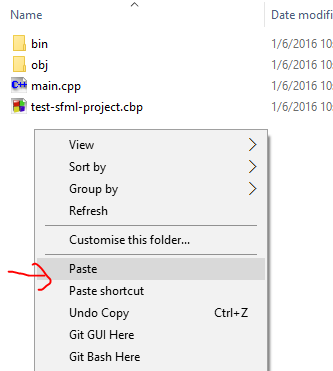 Name Date modifi
bin 1/6/2016 10:
obj 1/6/2016 10:
main.cpp 1/6/2016 10:
test-sfml-project.cbp 1/6/2016 10:
View
Sort by
Group by
Refresh
Customise this folder...
Paste
Paste shortcut
Undo Copy Ctrl+Z
Git GUI Here
Git Bash Here